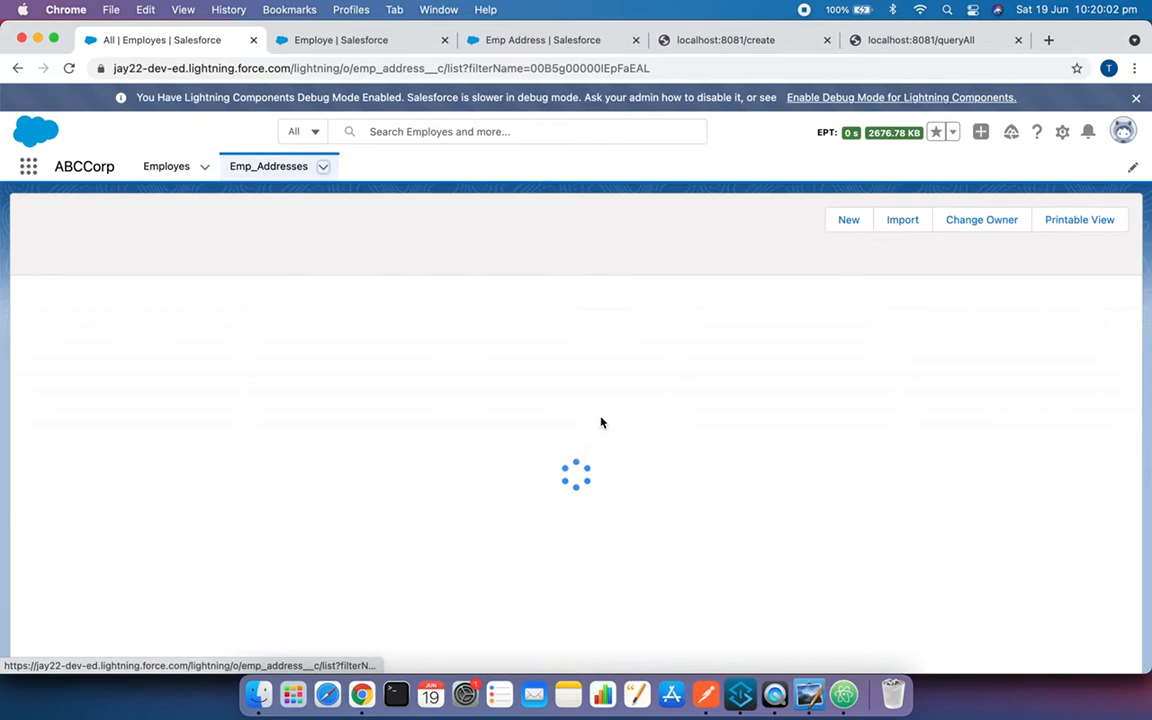 Chrome File Edit View History Bookmarks Profiles Tab Window Help 100% Sat 19 Jun 10:20:02 pm
All | Employes | Salesforce Employe | Salesforce Emp Address | Salesforce localhost:8081/create localhost:8081/queryAll
jay22-dev-ed.lightning.force.com/lightning/o/emp_address__c/list?filterName=00B5g00000IEpFaEAL T
You Have Lightning Components Debug Mode Enabled. Salesforce is slower in debug mode. Ask your admin how to disable it, or see Enable Debug Mode for Lightning Components.
All Search Employes and more... EPT: 0 s 2676.78 KB
ABCCorp Employes Emp_Addresses
New Import Change Owner Printable View
https://jay22-dev-ed.lightning.force.com/lightning/o/emp_address__c/list?filterN...
JUN
19
1